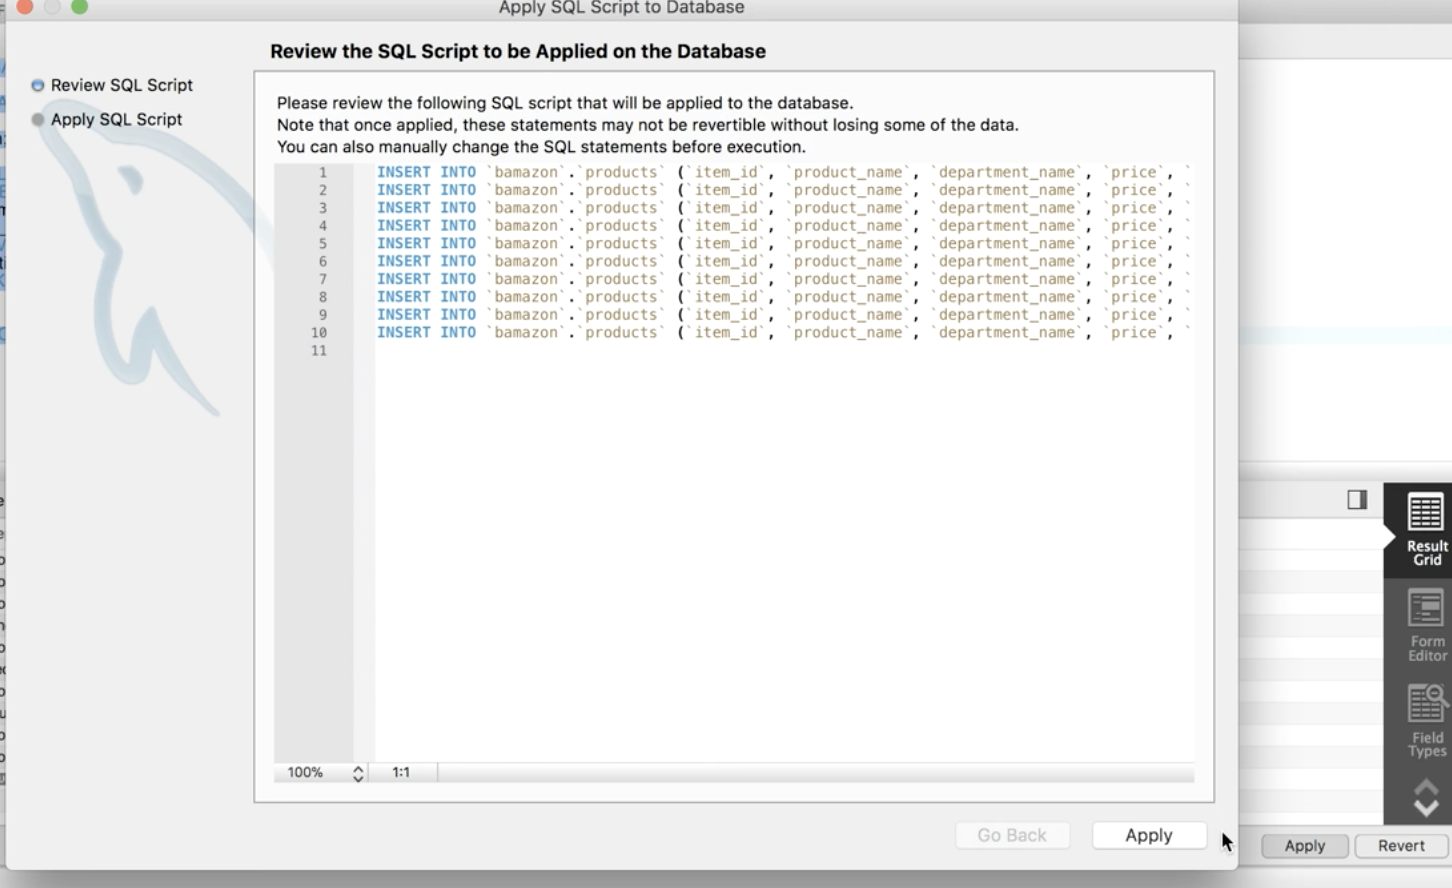 Apply SQL Script to Database
Review the SQL Script to be Applied on the Database
Review SQL Script
Apply SQL Script
Please review the following SQL script that will be applied to the database.
Note that once applied, these statements may not be revertible without losing some of the data.
You can also manually change the SQL statements before execution.
1 INSERT INTO `bamazon`.`products` (`item_id`, `product_name`, `department_name`, `price`, `
2 INSERT INTO `bamazon`.`products` (`item_id`, `product_name`, `department_name`, `price`, `
3 INSERT INTO `bamazon`.`products` (`item_id`, `product_name`, `department_name`, `price`, `
4 INSERT INTO `bamazon`.`products` (`item_id`, `product_name`, `department_name`, `price`, `
5 INSERT INTO `bamazon`.`products` (`item_id`, `product_name`, `department_name`, `price`, `
6 INSERT INTO `bamazon`.`products` (`item_id`, `product_name`, `department_name`, `price`, `
7 INSERT INTO `bamazon`.`products` (`item_id`, `product_name`, `department_name`, `price`, `
8 INSERT INTO `bamazon`.`products` (`item_id`, `product_name`, `department_name`, `price`, `
9 INSERT INTO `bamazon`.`products` (`item_id`, `product_name`, `department_name`, `price`, `
10 INSERT INTO `bamazon`.`products` (`item_id`, `product_name`, `department_name`, `price`, `
11
100% 1:1
Go Back Apply
Result
Grid
Form
Editor
Field
Types
Apply Revert